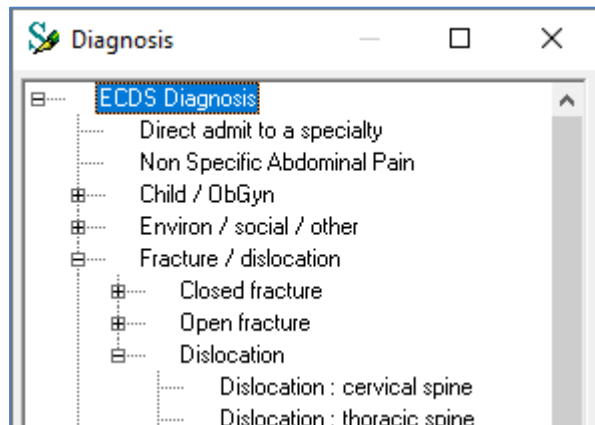 Diagnosis
ECDS Diagnosis
Direct admit to a specialty
Non Specific Abdominal Pain
Child / ObGyn
Environ / social / other
Fracture / dislocation
Closed fracture
Open fracture
Dislocation
Dislocation : cervical spine
Dislocation : thoracic spine